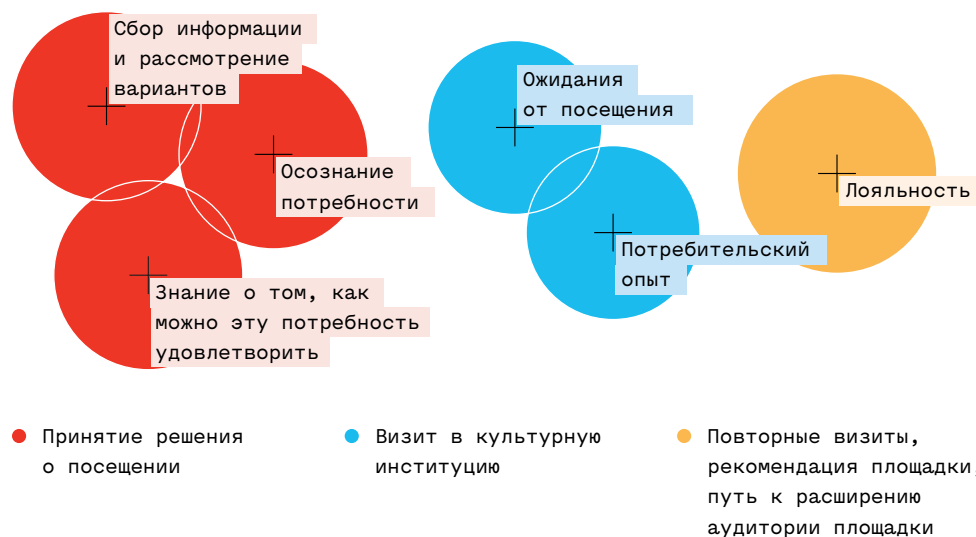 Сбор информации
и рассмотрение
вариантов
Осознание
потребности
Знание о том, как
можно эту потребность
удовлетворить
Ожидания
от посещения
Потребительский
опыт
Лояльность
Принятие решения
о посещении
Визит в культурную
институцию
Повторные визиты,
рекомендация площадки,
путь к расширению
аудитории площадки